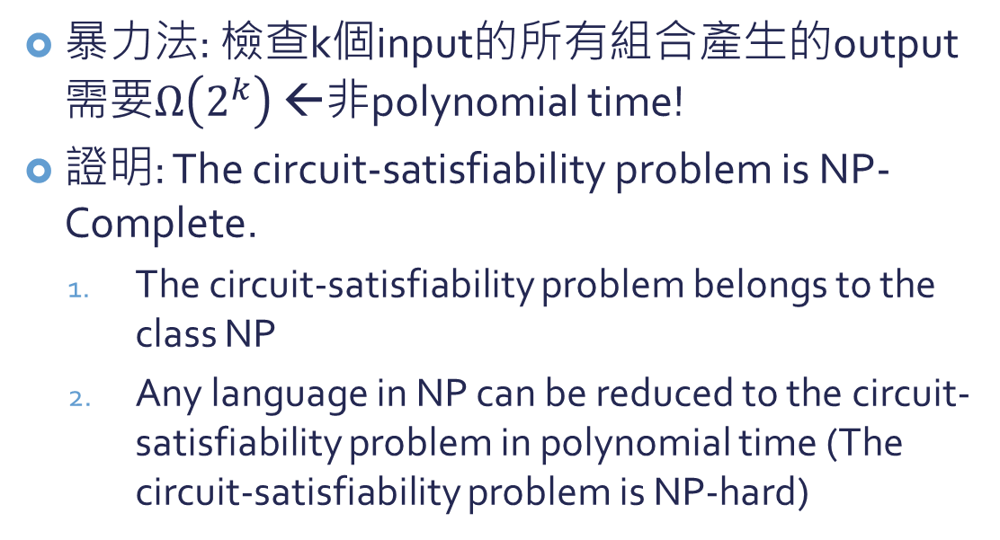 暴力法: 檢查k個input的所有組合產生的output
需要Ω(2^k) ←非polynomial time!
證明: The circuit-satisfiability problem is NP-
Complete.
1. The circuit-satisfiability problem belongs to the
class NP
2. Any language in NP can be reduced to the circuit-
satisfiability problem in polynomial time (The
circuit-satisfiability problem is NP-hard)